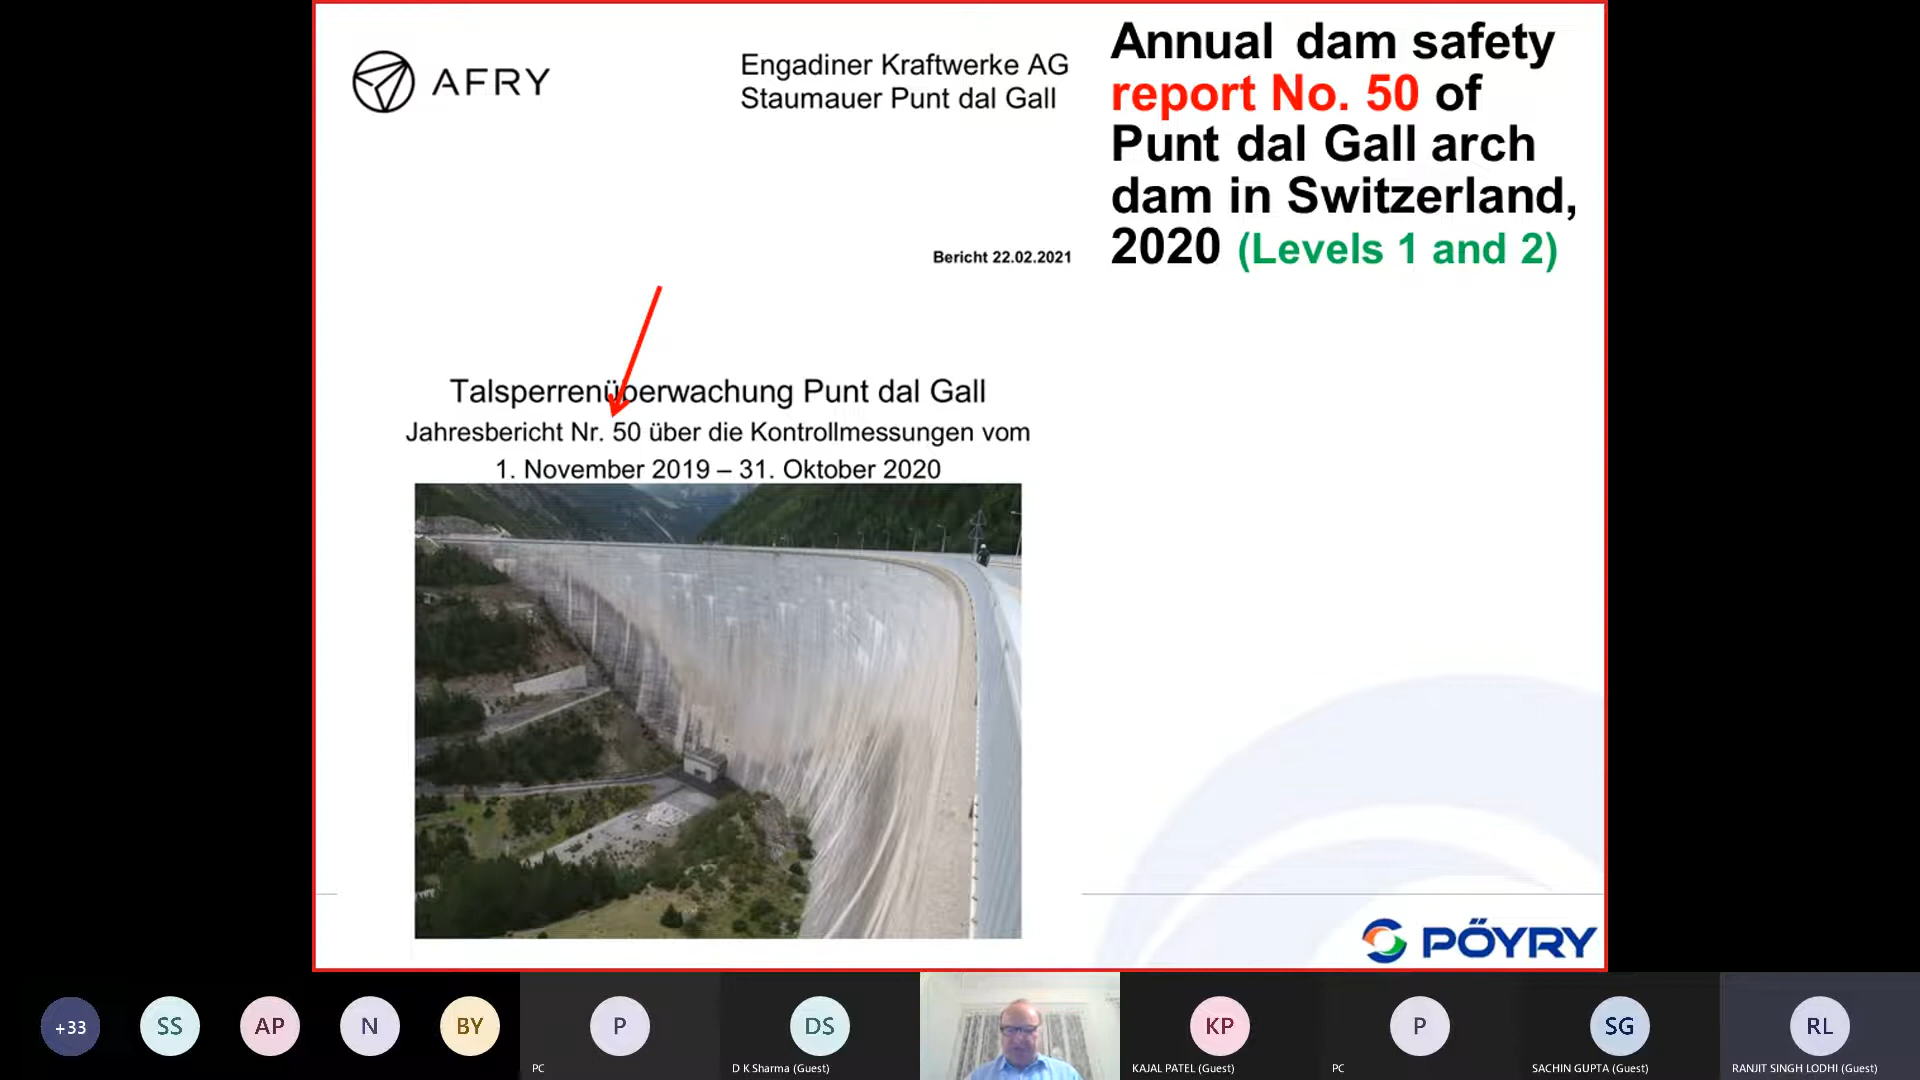 AFRY
Engadiner Kraftwerke AG
Staumauer Punt dal Gall
Bericht 22.02.2021
Talsperrenüberwachung Punt dal Gall
Jahresbericht Nr. 50 über die Kontrollmessungen vom
1. November 2019 – 31. Oktober 2020
Annual dam safety
report No. 50 of
Punt dal Gall arch
dam in Switzerland,
2020 (Levels 1 and 2)
PÖYRY
+33
SS
AP
N
BY
P
PC
DS
D K Sharma (Guest)
KP
KAJAL PATEL (Guest)
P
PC
SG
SACHIN GUPTA (Guest)
RL
RANJIT SINGH LODHI (Guest)